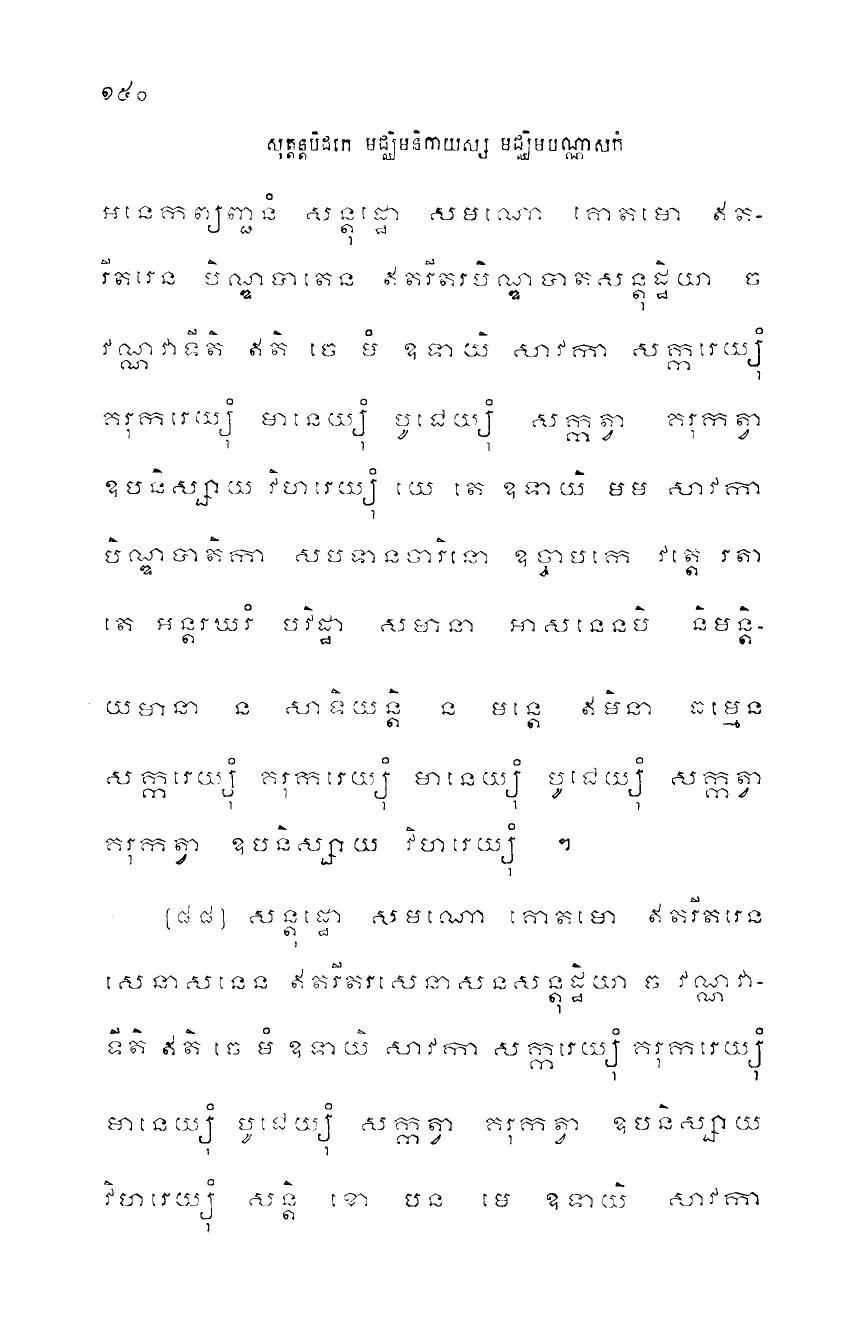 ១៥០
សុត្តន្តបិដកេ មជ្ឈិមនិកាយស្ស មជ្ឈិមបណ្ណាសកំ
អនេកព្យញ្ជនំ សន្តុដ្ឋោ សមណោ គោតមោ ឥត-
រីតរេន បិណ្ឌបាតេន ឥតរីតរបិណ្ឌបាតសន្តុដ្ឋិយា ច
វណ្ណវាទីតិ ឥតិ ចេ មំ ឧទាយិ សាវកា សក្ករេយ្យុំ
គរុករេយ្យុំ មានេយ្យុំ បូជេយ្យុំ សក្កត្វា គរុកត្វា
ឧបនិស្សាយ វិហរេយ្យុំ យេ តេ ឧទាយិ មម សាវកា
បិណ្ឌបាតិកា សបទានចារិនោ ឧច្ឆាបកេ វត្តេ រតា
តេ អន្តរឃរំ បវិដ្ឋា សមានា អាសនេនបិ និមន្តិ-
យមានា ន សាទិយន្តិ ន មន្តេ ឥមិនា ធម្មេន
សក្ករេយ្យុំ គរុករេយ្យុំ មានេយ្យុំ បូជេយ្យុំ សក្កត្វា
គរុកត្វា ឧបនិស្សាយ វិហរេយ្យុំ ។
[៨៨] សន្តុដ្ឋោ សមណោ គោតមោ ឥតរីតរេន
សេនាសនេន ឥតរីតរសេនាសនសន្តុដ្ឋិយា ច វណ្ណវា-
ទីតិ ឥតិ ចេ មំ ឧទាយិ សាវកា សក្ករេយ្យុំ គរុករេយ្យុំ
មានេយ្យុំ បូជេយ្យុំ សក្កត្វា គរុកត្វា ឧបនិស្សាយ
វិហរេយ្យុំ សន្តិ ខោ បន មេ ឧទាយិ សាវកា